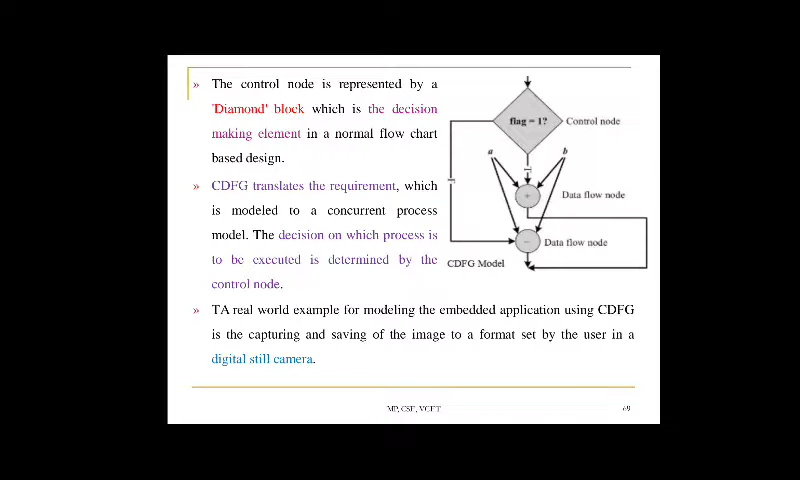 » The control node is represented by a
'Diamond' block which is the decision
making element in a normal flow chart
based design.
» CDFG translates the requirement, which
is modeled to a concurrent process
model. The decision on which process is
to be executed is determined by the
control node.
» TA real world example for modeling the embedded application using CDFG
is the capturing and saving of the image to a format set by the user in a
digital still camera.
flag = 1?
Control node
a
b
+
Data flow node
−
Data flow node
CDFG Model
MP, CSE, VCET
69